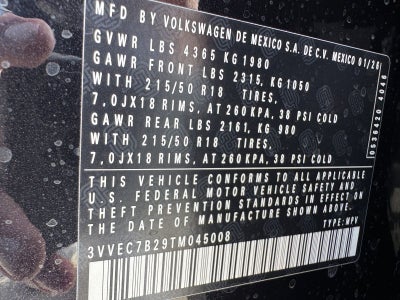 MFD BY VOLKSWAGEN DE MEXICO S.A. DE C.V. MEXICO 01/26
GVWR LBS 4365 KG 1980
GAWR FRONT LBS 2315, KG 1050
WITH 215/50 R18 TIRES,
7,0JX18 RIMS, AT 260KPA, 38 PSI COLD
GAWR REAR LBS 2161, KG 980
WITH 215/50 R18 TIRES,
7,0JX18 RIMS, AT 260KPA, 38 PSI COLD
THIS VEHICLE CONFORMS TO ALL APPLICABLE
U.S. FEDERAL MOTOR VEHICLE SAFETY AND
THEFT PREVENTION STANDARDS IN EFFECT ON
THE DATE OF MANUFACTURE SHOWN ABOVE
3VVEC7B29TM045008
TYPE: MPV
0536420 4046